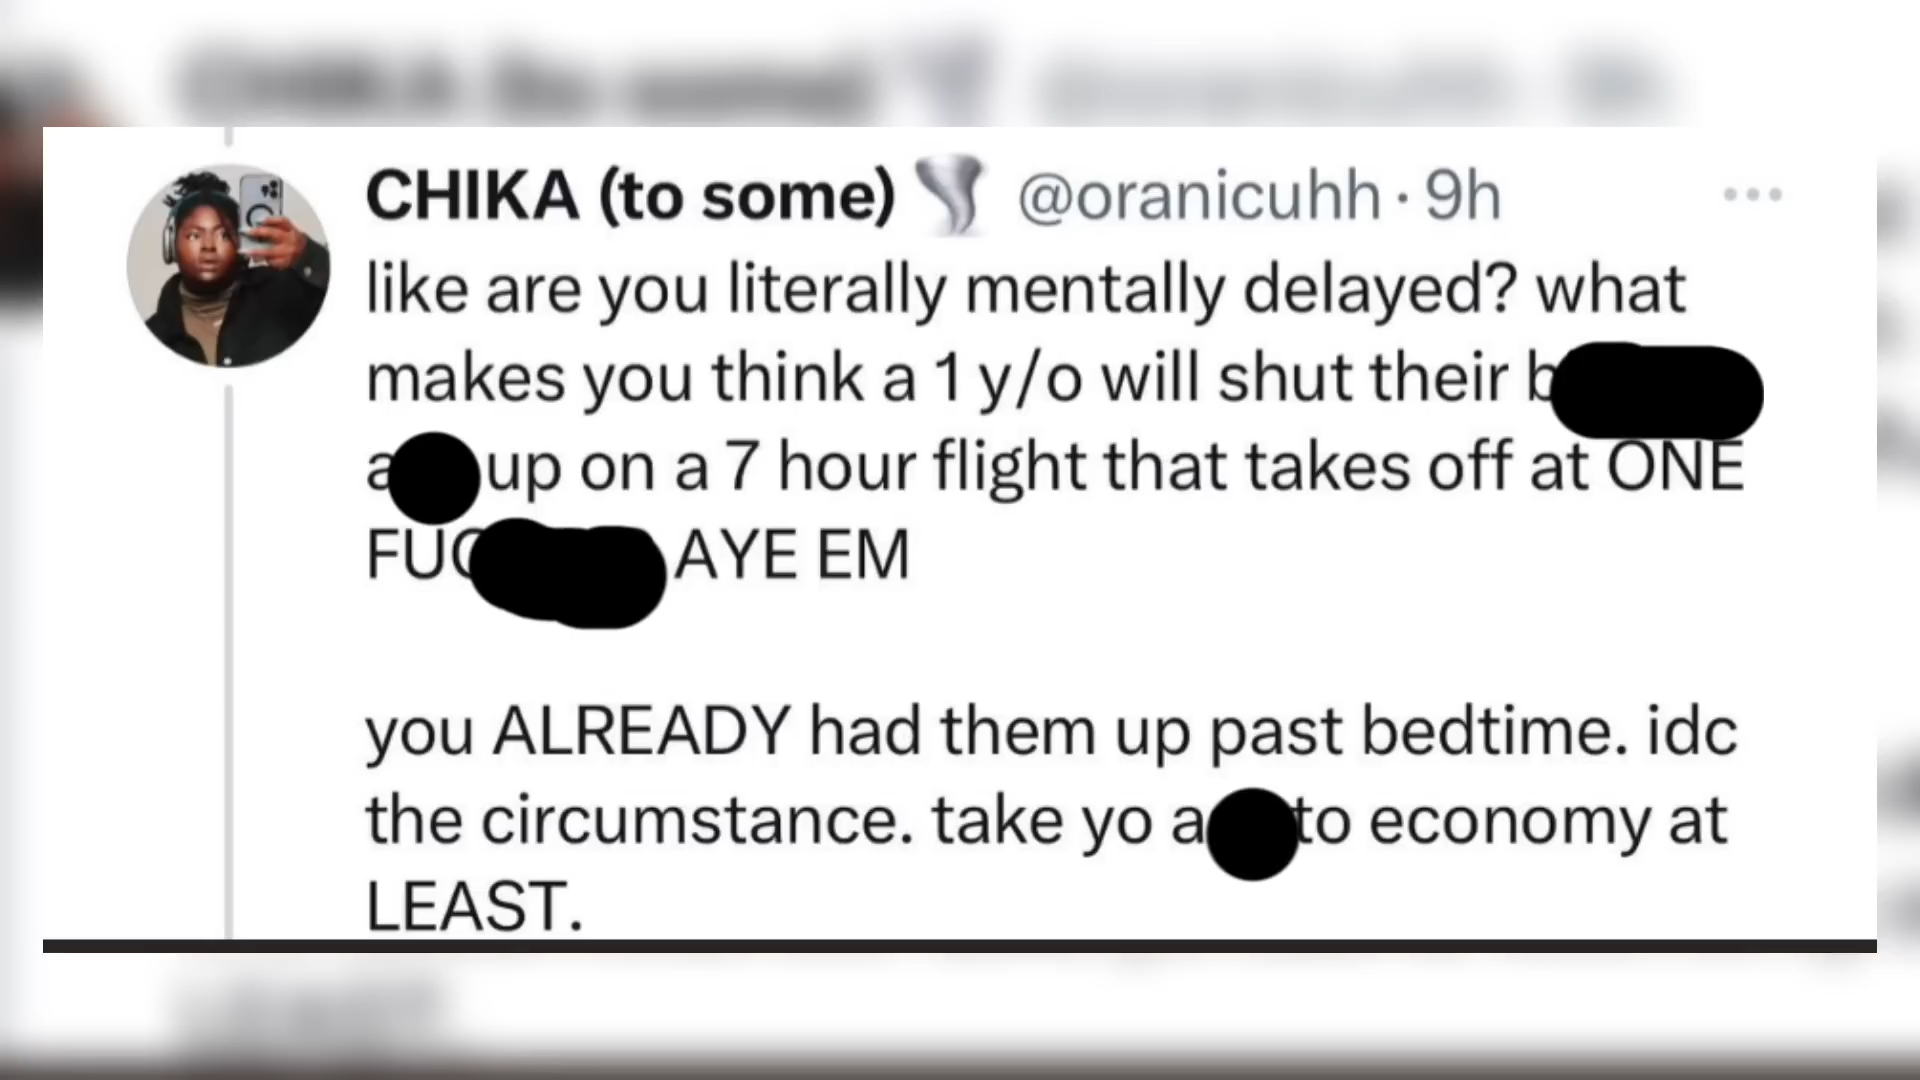 CHIKA (to some) @oranicuhh · 9h
like are you literally mentally delayed? what
makes you think a 1 y/o will shut their
up on a 7 hour flight that takes off at ONE
AYE EM
you ALREADY had them up past bedtime. idc
the circumstance. take yo to economy at
LEAST.